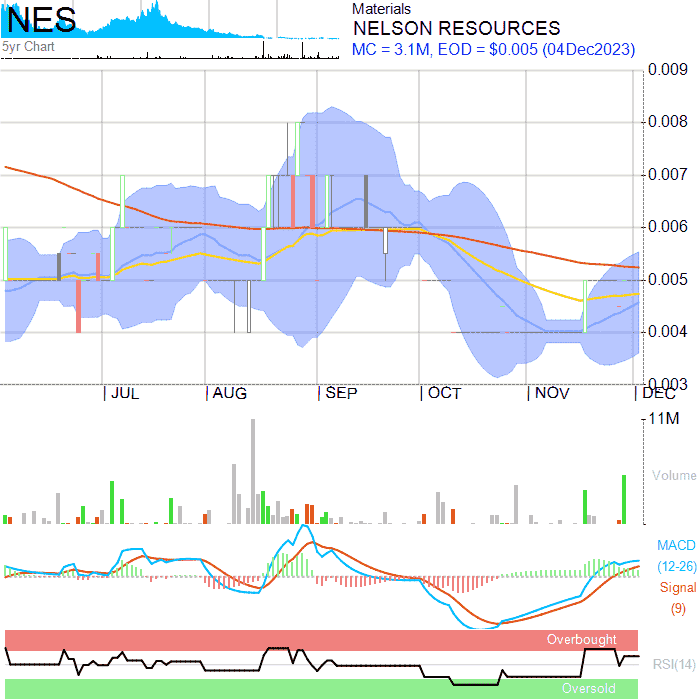 NES
5yr Chart
Materials
NELSON RESOURCES
MC = 3.1M, EOD = $0.005 (04Dec2023)
0.009
0.008
0.007
0.006
0.005
0.004
0.003
JUL AUG SEP OCT NOV DEC
11M
Volume
MACD
(12-26)
Signal
(9)
Overbought
RSI(14)
Oversold